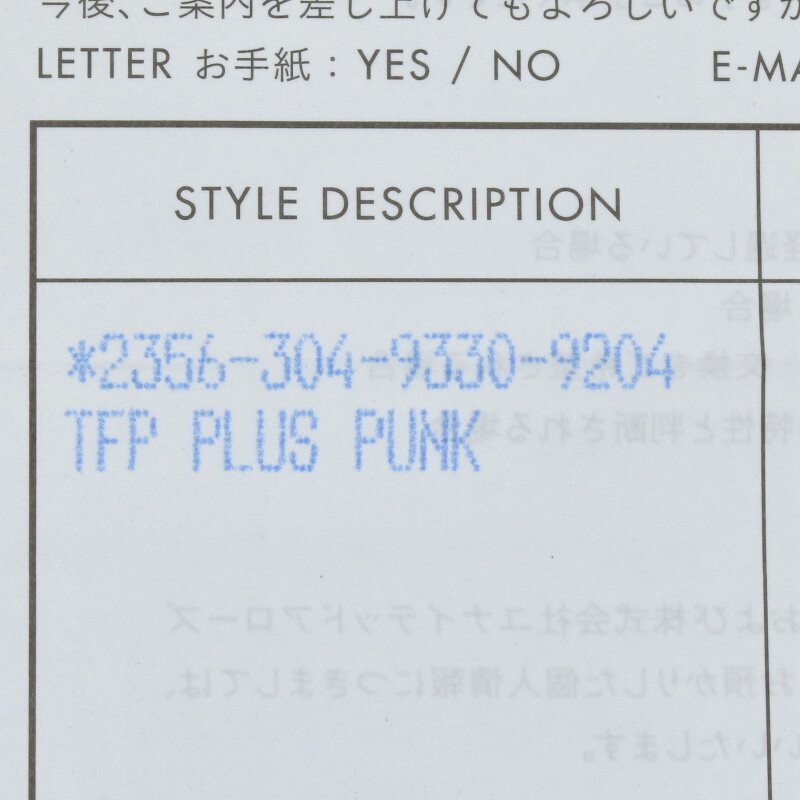 今後、ご案内を差し上げてもよろしいですか
LETTER お手紙：YES / NO E-MA
STYLE DESCRIPTION
*2356-304-9330-9204
TFP PLUS PUNK